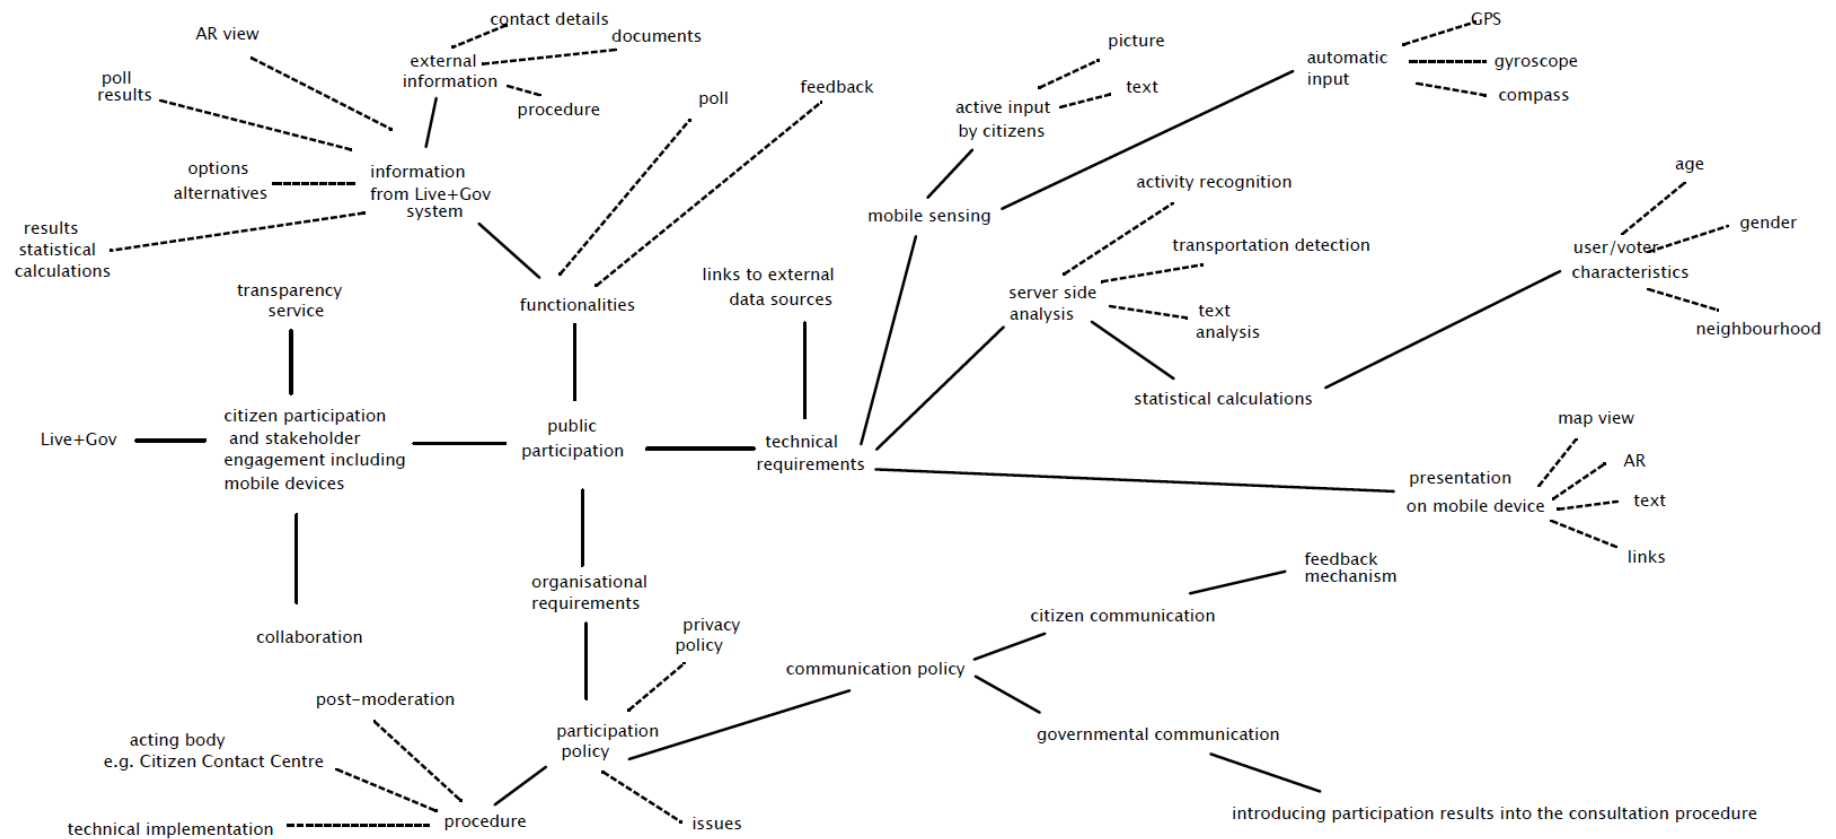 contact details
GPS
AR view
documents
picture
external
information
automatic
input
gyroscope
poll
results
feedback
text
compass
poll
procedure
active input
by citizens
options
alternatives
information
from Live+Gov
system
activity recognition
age
mobile sensing
gender
results
statistical
calculations
transportation detection
user/voter
characteristics
links to external
data sources
transparency
service
functionalities
server side
analysis
text
analysis
neighbourhood
statistical calculations
map view
Live+Gov
citizen participation
and stakeholder
engagement including
mobile devices
public
participation
technical
requirements
AR
presentation
on mobile device
text
links
feedback
mechanism
organisational
requirements
citizen communication
collaboration
privacy
policy
communication policy
post-moderation
participation
policy
governmental communication
acting body
e.g. Citizen Contact Centre
introducing participation results into the consultation procedure
technical implementation
procedure
issues